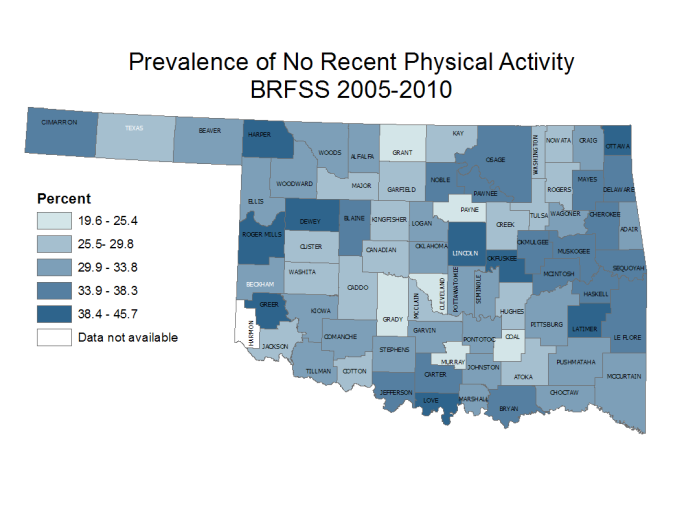 Prevalence of No Recent Physical Activity
BRFSS 2005-2010
CIMARRON
TEXAS
BEAVER
HARPER
WOODS
ALFALFA
GRANT
KAY
OSAGE
WASHINGTON
NOWATA
CRAIG
OTTAWA
WOODWARD
MAJOR
GARFIELD
NOBLE
PAWNEE
ROGERS
MAYES
DELAWARE
ELLIS
DEWEY
BLAINE
KINGFISHER
LOGAN
PAYNE
CREEK
TULSA
WAGONER
CHEROKEE
ADAIR
ROGER MILLS
CUSTER
CANADIAN
OKLAHOMA
LINCOLN
OKFUSKEE
OKMULGEE
MUSKOGEE
SEQUOYAH
BECKHAM
WASHITA
CADDO
GRADY
MCCLAIN
CLEVELAND
POTTAWATOMIE
SEMINOLE
HUGHES
MCINTOSH
HASKELL
GREER
KIOWA
COMANCHE
GARVIN
PONTOTOC
COAL
PITTSBURG
LATIMER
LE FLORE
HARMON
JACKSON
TILLMAN
COTTON
STEPHENS
MURRAY
JOHNSTON
ATOKA
PUSHMATAHA
MCCURTAIN
JEFFERSON
CARTER
LOVE
MARSHALL
BRYAN
CHOCTAW
Percent
19.6 - 25.4
25.5- 29.8
29.9 - 33.8
33.9 - 38.3
38.4 - 45.7
Data not available